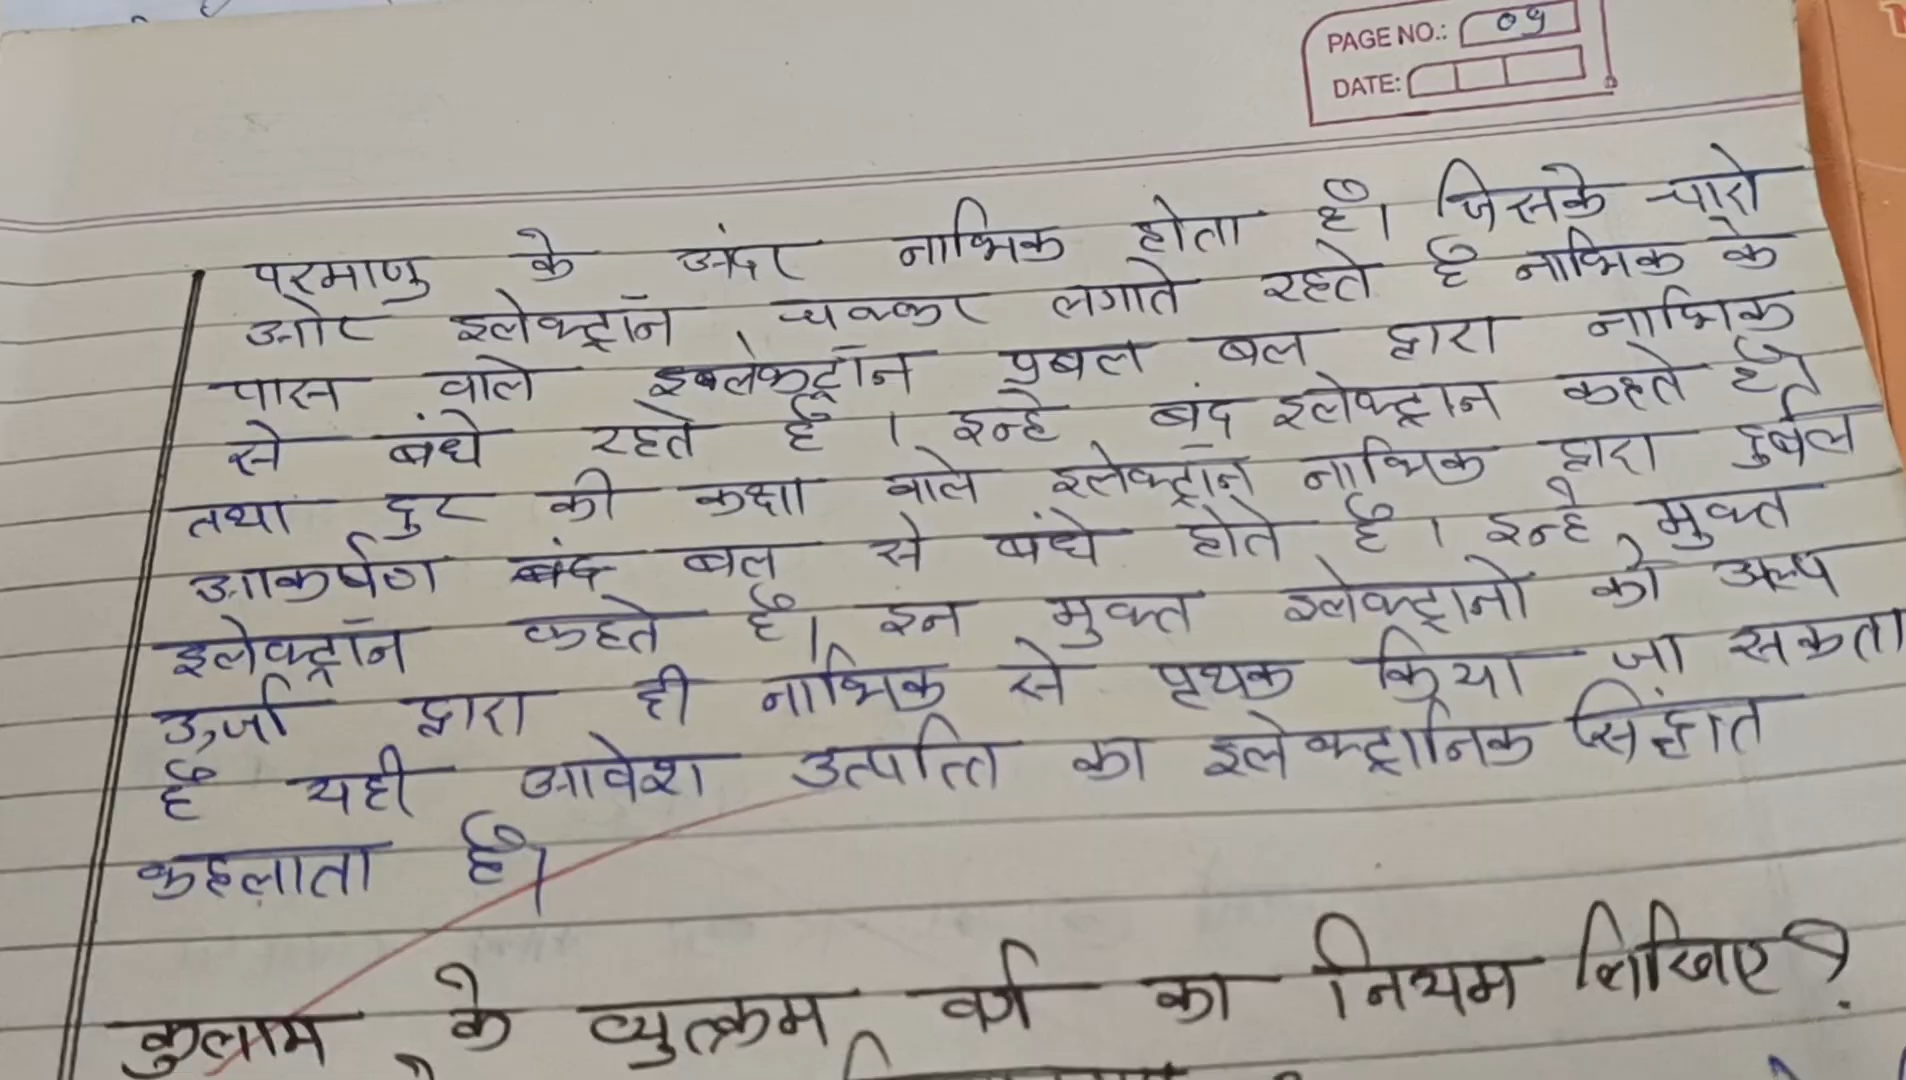 PAGE NO.: 09
DATE:
परमाणु के अंदर नाभिक होता है। जिसके चारो
ओर इलेक्ट्रॉन चक्कर लगाते रहते है नाभिक के
पास वाले इलेक्ट्रॉन प्रबल बल द्वारा नाभिक
से बंधे रहते है। इन्हे बंद इलेक्ट्रान कहते है
तथा दुर की कक्षा वाले इलेक्ट्रान नाभिक द्वारा दुर्बल
आकर्षण बंद बल से बंधे होते है। इन्हे मुक्त
इलेक्ट्रॉन कहते है। इन मुक्त इलेक्ट्रानो को अल्प
उर्जा द्वारा ही नाभिक से पृथक किया जा सकता
है यही आवेश उत्पत्ति का इलेक्ट्रानिक सिंद्दात
कहलाता है।
कुलाम के व्युत्क्रम वर्ग का नियम लिखिए?